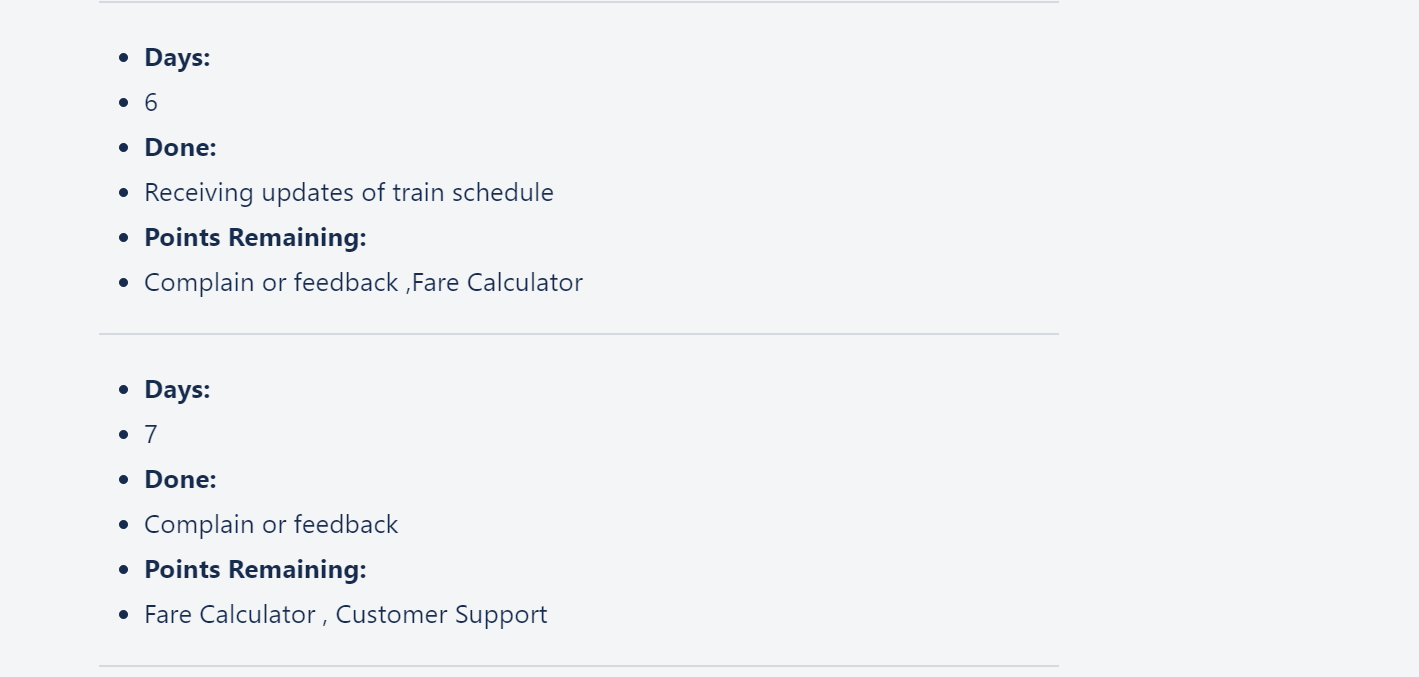 Days:
6
Done:
Receiving updates of train schedule
Points Remaining:
Complain or feedback ,Fare Calculator
Days:
7
Done:
Complain or feedback
Points Remaining:
Fare Calculator , Customer Support